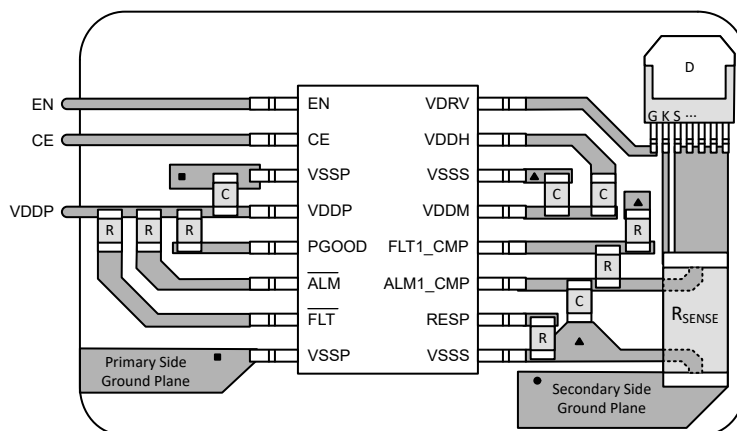 D
G K S ...
EN
EN
VDRV
CE
CE
VDDH
VSSP
VSSS
C
C
C
VDDP
VDDP
VDDM
R
R
R
R
PGOOD
FLT1_CMP
R
ALM
ALM1_CMP
C
RSENSE
FLT
RESP
R
VSSP
VSSS
Primary Side
Ground Plane
Secondary Side
Ground Plane